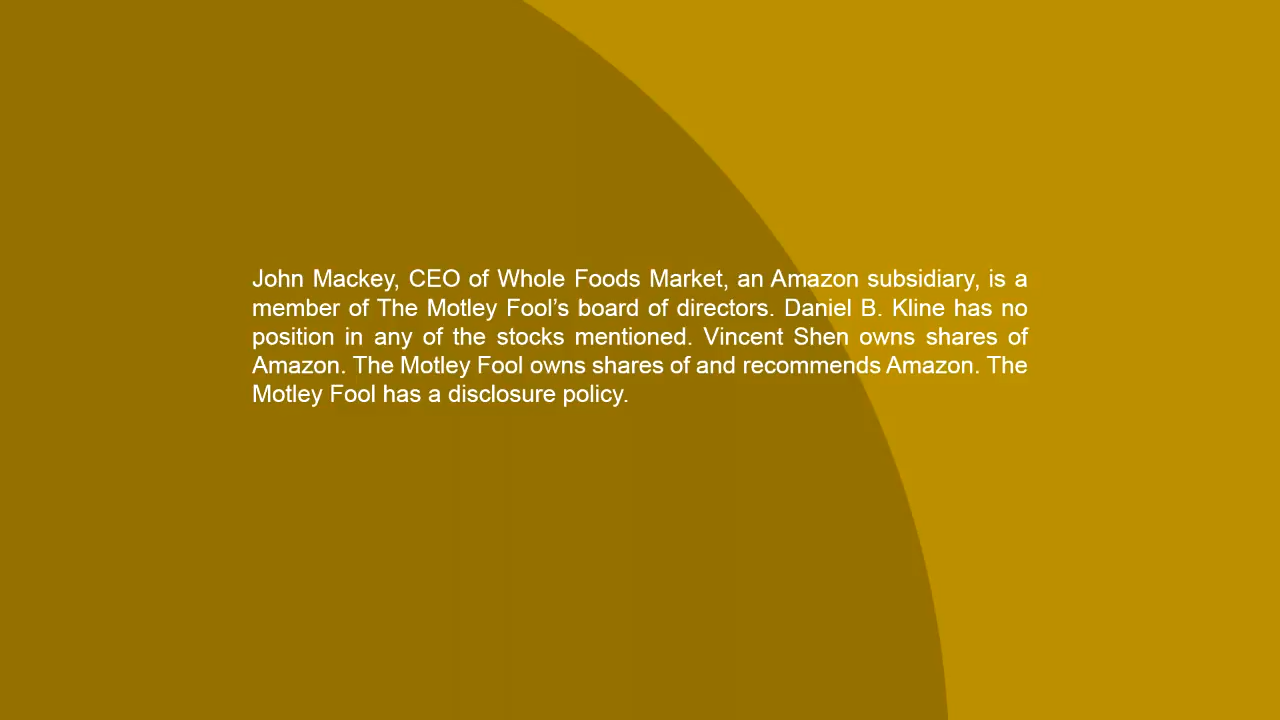 John Mackey, CEO of Whole Foods Market, an Amazon subsidiary, is a
member of The Motley Fool’s board of directors. Daniel B. Kline has no
position in any of the stocks mentioned. Vincent Shen owns shares of
Amazon. The Motley Fool owns shares of and recommends Amazon. The
Motley Fool has a disclosure policy.